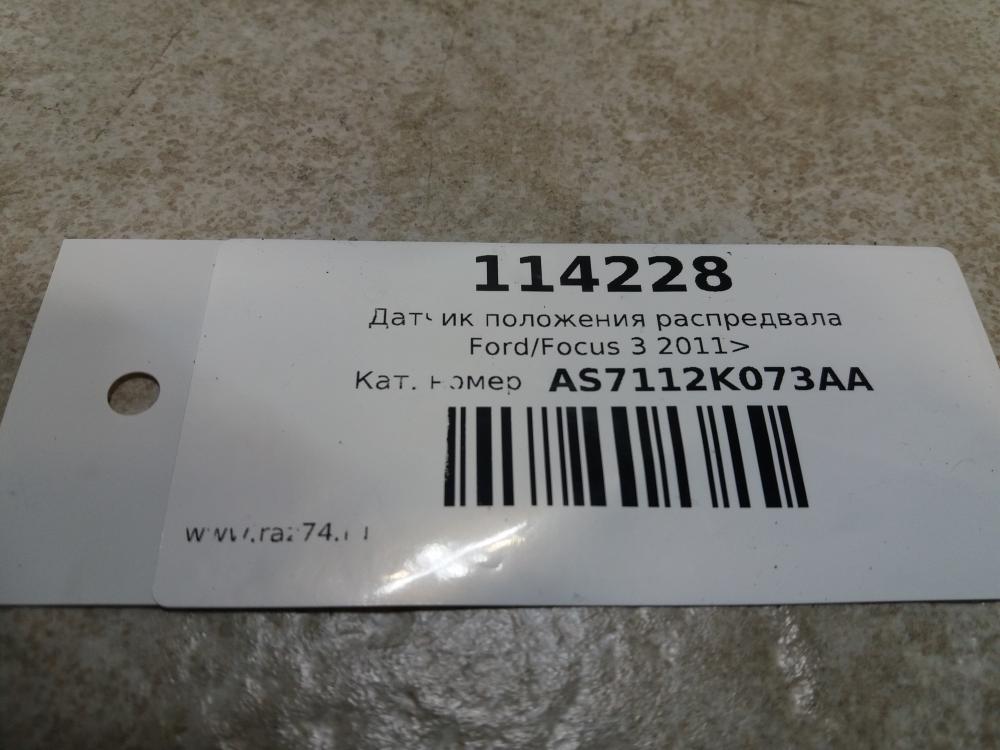 114228
Датчик положения распредвала
Ford/Focus 3 2011>
Кат. номер AS7112K073AA